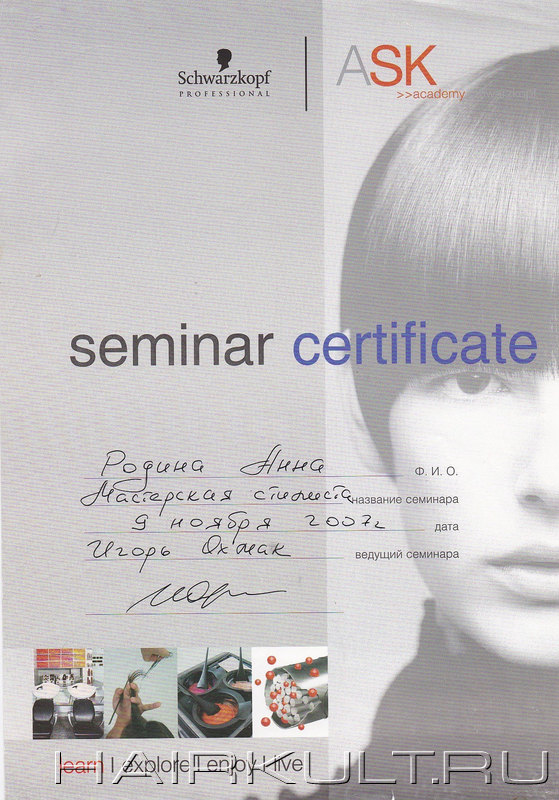 Schwarzkopf
PROFESSIONAL
ASK
>>academy
seminar certificate
Родина Анна Ф. И. О.
Мастерская стилиста название семинара
9 ноября 2007г дата
Игорь Охмак ведущий семинара
learn | explore | enjoy | live
HAIRKULT.RU